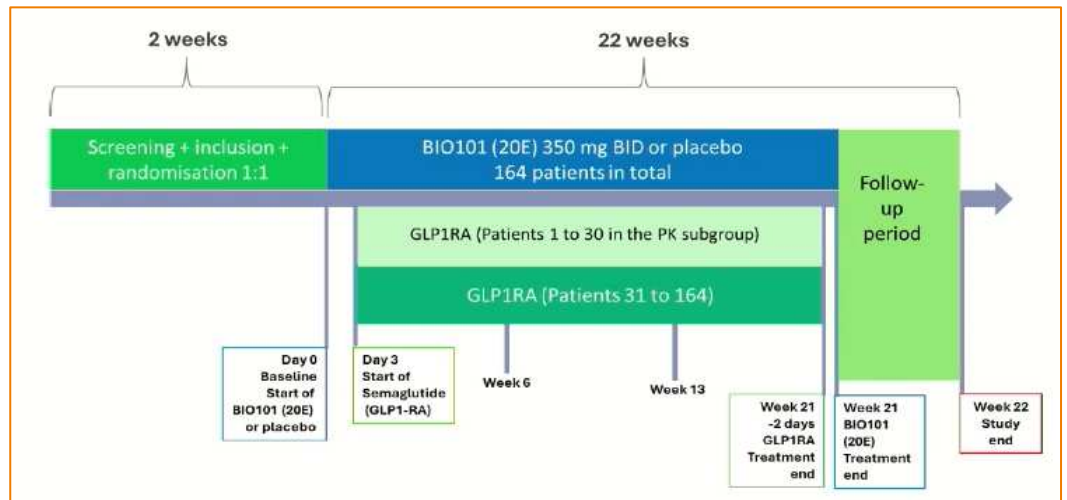 2 weeks
22 weeks
Screening + inclusion +
randomisation 1:1
BIO101 (20E) 350 mg BID or placebo
164 patients in total
Follow-
up
period
GLP1RA (Patients 1 to 30 in the PK subgroup)
GLP1RA (Patients 31 to 164)
Day 0
Baseline
Start of
BIO101 (20E)
or placebo
Day 3
Start of
Semaglutide
(GLP1-RA)
Week 6
Week 13
Week 21
-2 days
GLP1RA
Treatment
end
Week 21
BIO101
(20E)
Treatment
end
Week 22
Study
end